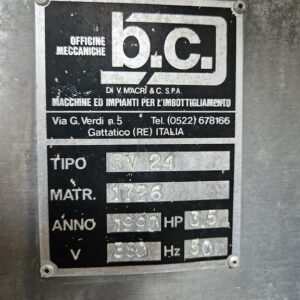 OFFICINE
MECCANICHE
b.c.
DI V. MACRÌ & C. S.P.A.
MACCHINE ED IMPIANTI PER L'IMBOTTIGLIAMENTO
Via G. Verdi n.5 Tel. (0522) 678166
Gattatico (RE) ITALIA
TIPO RV 24
MATR. 1726
ANNO 1990 HP 3,5
V 380 Hz 50